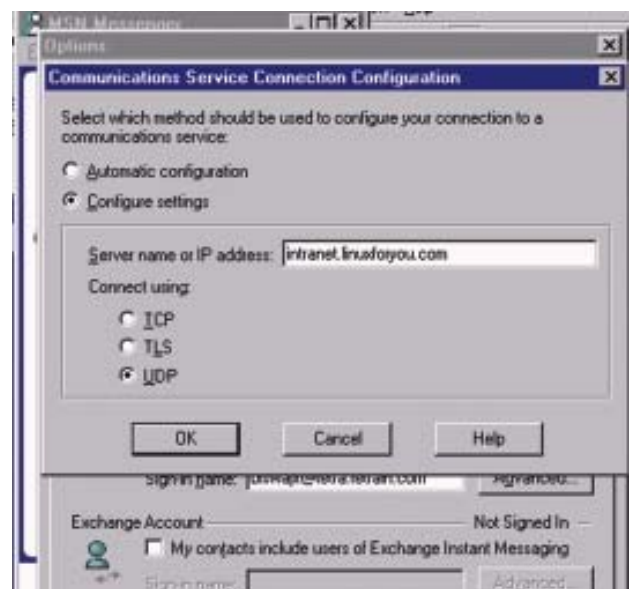 MSN Messenger
Options
Communications Service Connection Configuration
Select which method should be used to configure your connection to a
communications service:
Automatic configuration
Configure settings
Server name or IP address: intranet.linuxforyou.com
Connect using:
TCP
TLS
UDP
OK Cancel Help
Sign-in name: Advanced...
Exchange Account Not Signed In
My contacts include users of Exchange Instant Messaging
Sign-in name: Advanced...